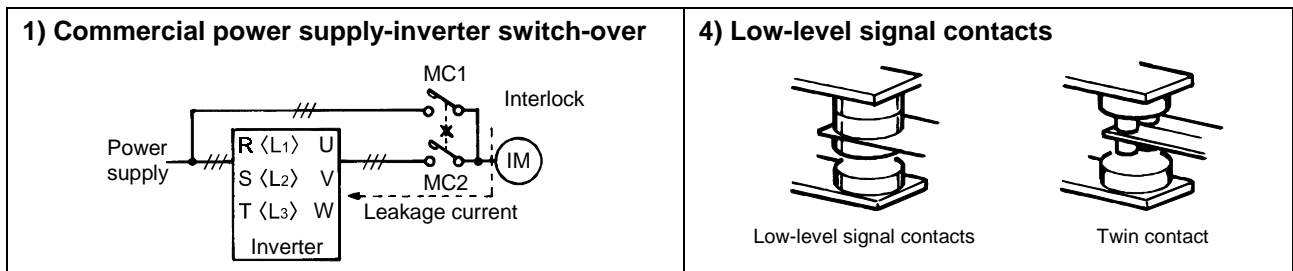 1) Commercial power supply-inverter switch-over
MC1
Interlock
Power
supply
R ⟨L1⟩ U
S ⟨L2⟩ V
T ⟨L3⟩ W
Inverter
MC2
IM
Leakage current
4) Low-level signal contacts
Low-level signal contacts
Twin contact